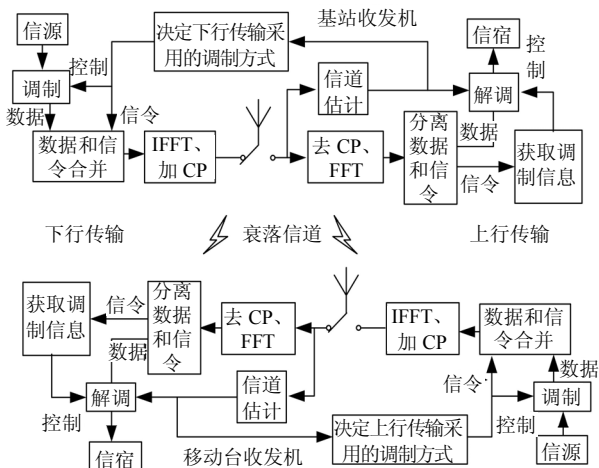 基站收发机
信源
决定下行传输采
用的调制方式
信宿
控
制
调制
控制
信道
估计
解调
数据
信令
数据和信
令合并
IFFT、
加 CP
去 CP、
FFT
分离
数据
和信
令
数据
信令
获取调
制信息
下行传输
衰落信道
上行传输
获取调
制信息
信令
数据
分离
数据
和信
令
去 CP、
FFT
IFFT、
加 CP
数据和信
令合并
数据
解调
控制
信道
估计
信令
调制
控制
信宿
移动台收发机
决定上行传输采
用的调制方式
信源